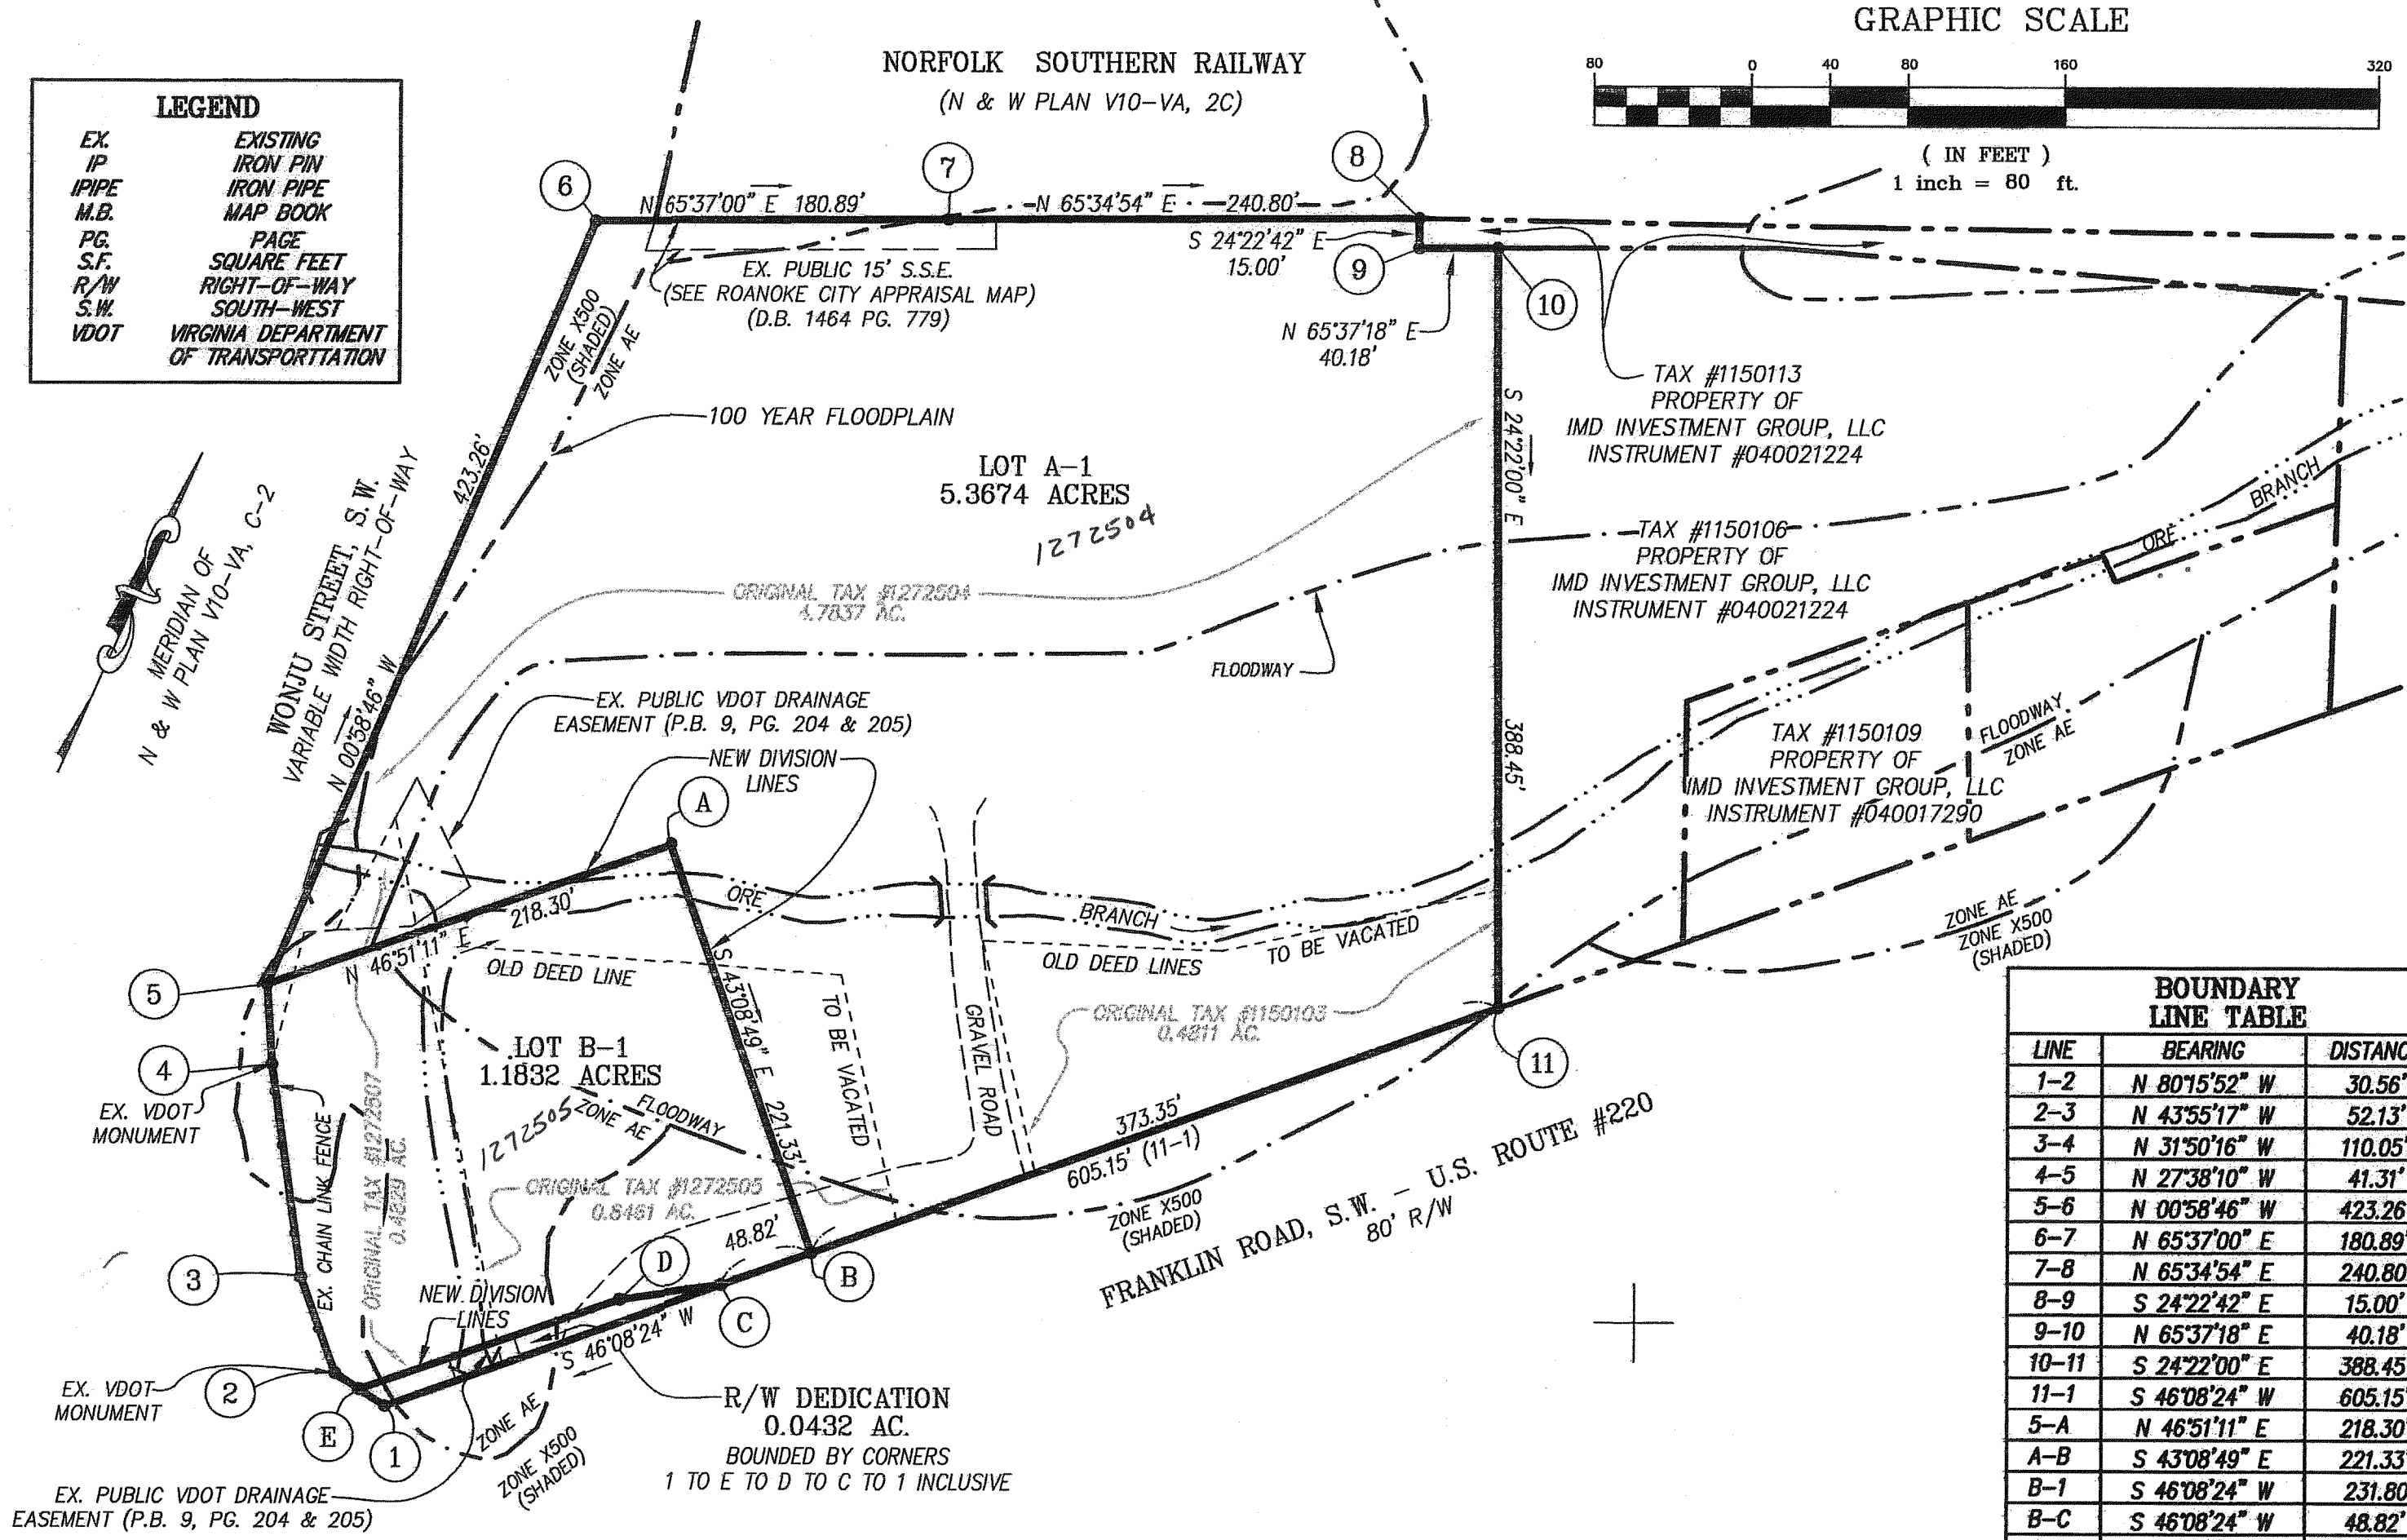 GRAPHIC SCALE
80 0 40 80 160 320
( IN FEET )
1 inch = 80 ft.
NORFOLK SOUTHERN RAILWAY
(N & W PLAN V10-VA, 2C)
LEGEND
EX. EXISTING
IP IRON PIN
IPIPE IRON PIPE
M.B. MAP BOOK
PG. PAGE
S.F. SQUARE FEET
R/W RIGHT-OF-WAY
S.W. SOUTH-WEST
VDOT VIRGINIA DEPARTMENT
OF TRANSPORTTATION
6
7
8
9
10
N 65°37'00" E 180.89'
N 65°34'54" E 240.80'
S 24°22'42" E
15.00'
N 65°37'18" E
40.18'
EX. PUBLIC 15' S.S.E.
(SEE ROANOKE CITY APPRAISAL MAP)
(D.B. 1464 PG. 779)
ZONE X500
(SHADED)
ZONE AE
100 YEAR FLOODPLAIN
423.26'
N 00°58'46" W
WONJU STREET, S.W.
VARIABLE WIDTH RIGHT-OF-WAY
MERIDIAN OF
N & W PLAN V10-VA, C-2
LOT A-1
5.3674 ACRES
1272504
ORIGINAL TAX #1272504
4.7837 AC.
S 24°22'00" E
388.45'
TAX #1150113
PROPERTY OF
IMD INVESTMENT GROUP, LLC
INSTRUMENT #040021224
TAX #1150106
PROPERTY OF
IMD INVESTMENT GROUP, LLC
INSTRUMENT #040021224
ORE
BRANCH
FLOODWAY
EX. PUBLIC VDOT DRAINAGE
EASEMENT (P.B. 9, PG. 204 & 205)
NEW DIVISION
LINES
A
TAX #1150109
PROPERTY OF
IMD INVESTMENT GROUP, LLC
INSTRUMENT #040017290
FLOODWAY
ZONE AE
ZONE AE
ZONE X500
(SHADED)
ORE
BRANCH
N 46°51'11" E
218.30'
OLD DEED LINE
OLD DEED LINES
TO BE VACATED
S 43°08'49" E
221.33'
TO BE VACATED
GRAVEL ROAD
ORIGINAL TAX #1150103
0.4811 AC.
5
4
EX. VDOT
MONUMENT
LOT B-1
1.1832 ACRES
1272505
ZONE AE
FLOODWAY
EX. CHAIN LINK FENCE
ORIGINAL TAX #1272507
0.4829 AC.
ORIGINAL TAX #1272505
0.8461 AC.
11
373.35'
605.15' (11-1)
FRANKLIN ROAD, S.W. - U.S. ROUTE #220
80' R/W
ZONE X500
(SHADED)
48.82'
B
C
D
3
NEW DIVISION
LINES
S 46°08'24" W
EX. VDOT
MONUMENT
2
E
1
R/W DEDICATION
0.0432 AC.
BOUNDED BY CORNERS
1 TO E TO D TO C TO 1 INCLUSIVE
ZONE AE
ZONE X500
(SHADED)
EX. PUBLIC VDOT DRAINAGE
EASEMENT (P.B. 9, PG. 204 & 205)
BOUNDARY
LINE TABLE
LINE BEARING DISTANC
1-2 N 80°15'52" W 30.56'
2-3 N 43°55'17" W 52.13'
3-4 N 31°50'16" W 110.05'
4-5 N 27°38'10" W 41.31'
5-6 N 00°58'46" W 423.26
6-7 N 65°37'00" E 180.89'
7-8 N 65°34'54" E 240.80
8-9 S 24°22'42" E 15.00'
9-10 N 65°37'18" E 40.18'
10-11 S 24°22'00" E 388.45
11-1 S 46°08'24" W 605.15
5-A N 46°51'11" E 218.30
A-B S 43°08'49" E 221.33
B-1 S 46°08'24" W 231.80
B-C S 46°08'24" W 48.82'